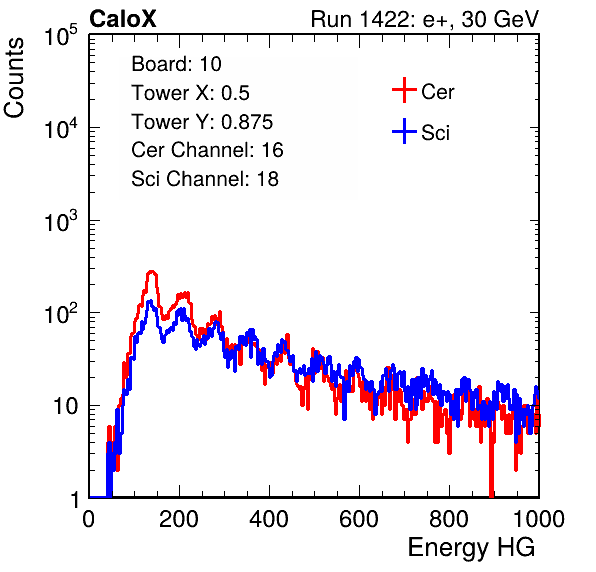 CaloX
Run 1422: e+, 30 GeV
Counts
10^5
10^4
10^3
10^2
10
1
Board: 10
Tower X: 0.5
Tower Y: 0.875
Cer Channel: 16
Sci Channel: 18
Cer
Sci
0 200 400 600 800 1000
Energy HG